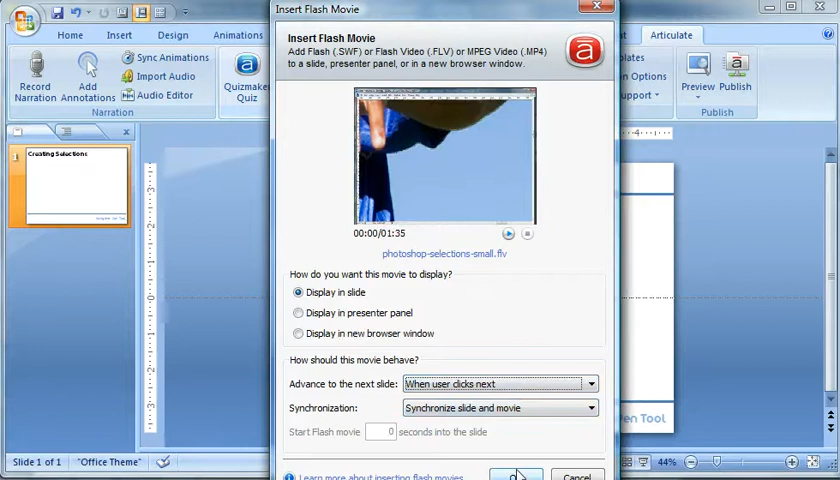 Insert Flash Movie
Home
Insert
Design
Animations
Articulate
Record
Narration
Add
Annotations
Sync Animations
Import Audio
Audio Editor
Narration
Quizmaker
Quiz
Insert Flash Movie
Add Flash (.SWF) or Flash Video (.FLV) or MPEG Video (.MP4)
to a slide, presenter panel, or in a new browser window.
Preview
Publish
Publish
Creating Selections
1
00:00/01:35
photoshop-selections-small.flv
How do you want this movie to display?
Display in slide
Display in presenter panel
Display in new browser window
How should this movie behave?
Advance to the next slide:
When user clicks next
Synchronization:
Synchronize slide and movie
Start Flash movie
0
seconds into the slide
Learn more about inserting flash movies
Cancel
Slide 1 of 1
"Office Theme"
44%
Tool